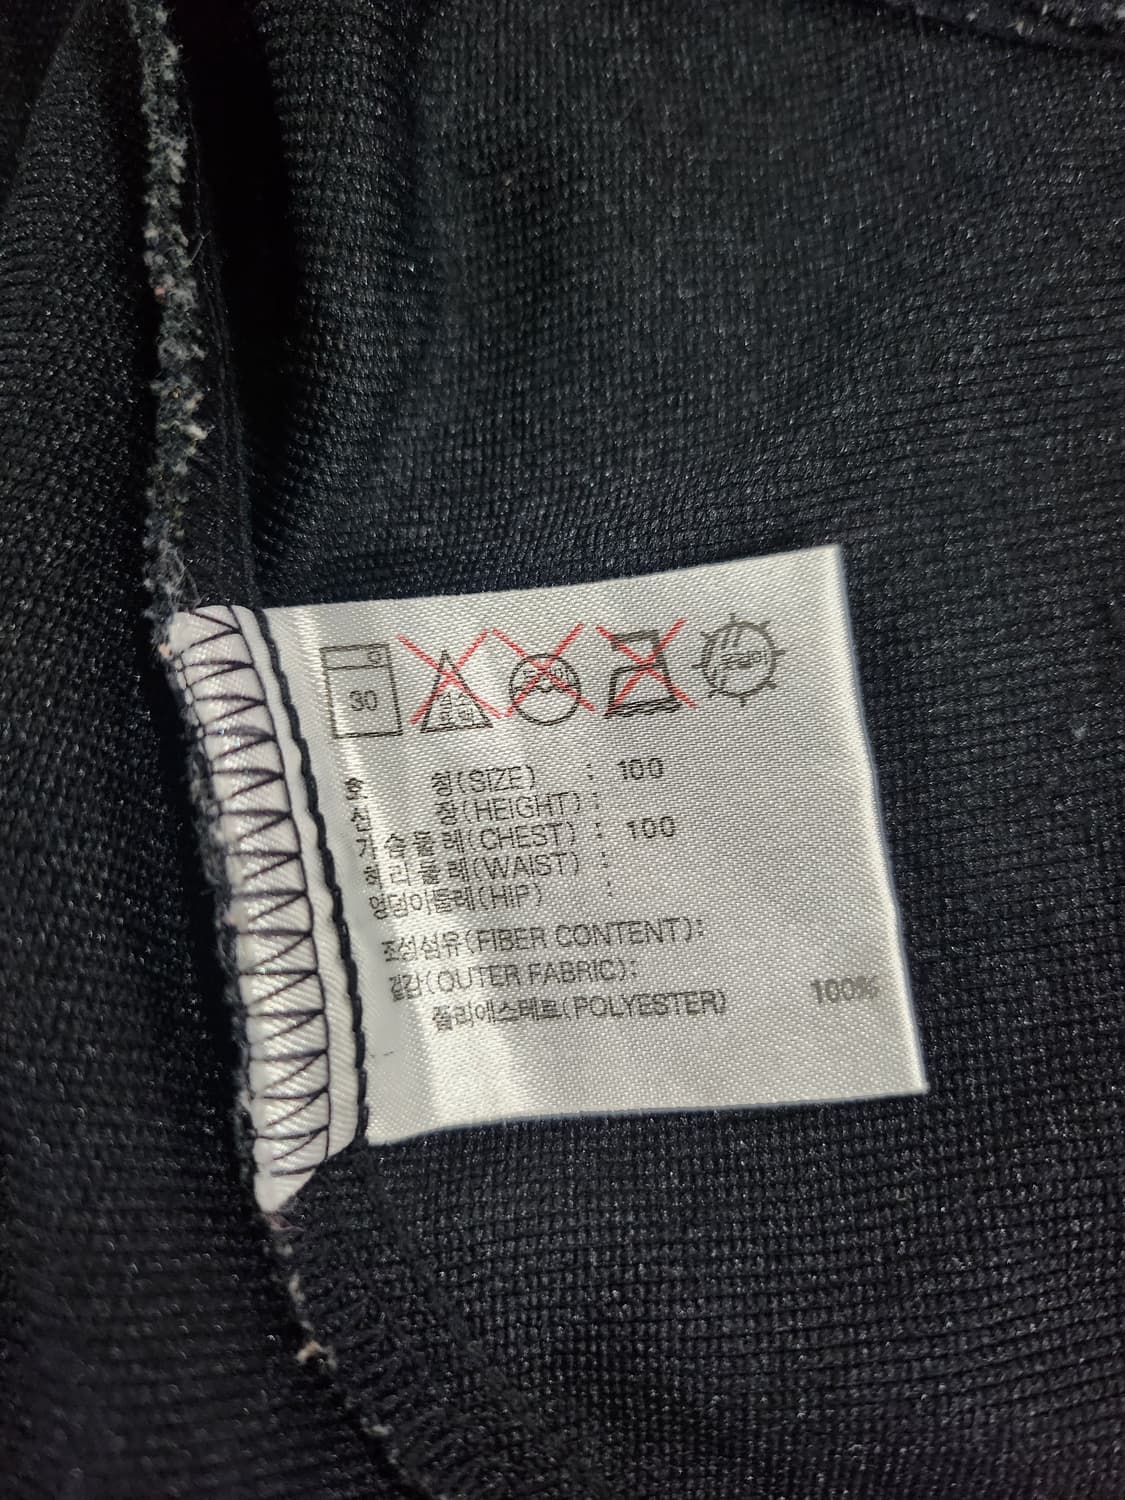 30
호 칭(SIZE) : 100
신 장(HEIGHT) :
가슴둘레(CHEST) : 100
허리둘레(WAIST) :
엉덩이둘레(HIP) :
조성섬유(FIBER CONTENT):
겉감(OUTER FABRIC):
폴리에스테르(POLYESTER) 100%